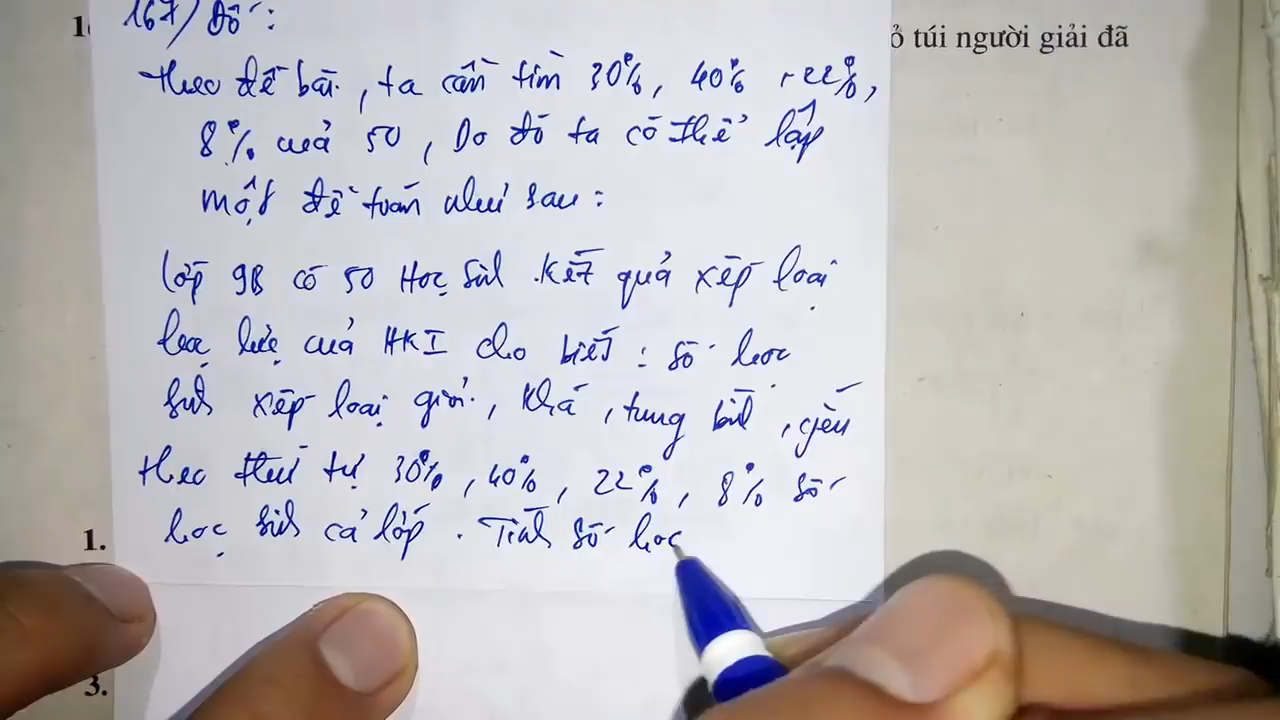 167/ Đố:
ỏ túi người giải đã
theo đề bài, ta cần tìm 30%, 40%, 22%,
8% của 50, Do đó ta có thể lập
một đề toán như sau:
Lớp 9B có 50 Học sinh. Kết quả xếp loại
học lực của HKI cho biết: số học
sinh xếp loại giỏi, Khá, trung bình, yếu
theo thứ tự 30%, 40%, 22%, 8% số
học sinh cả lớp. Tính số học
1.
3.